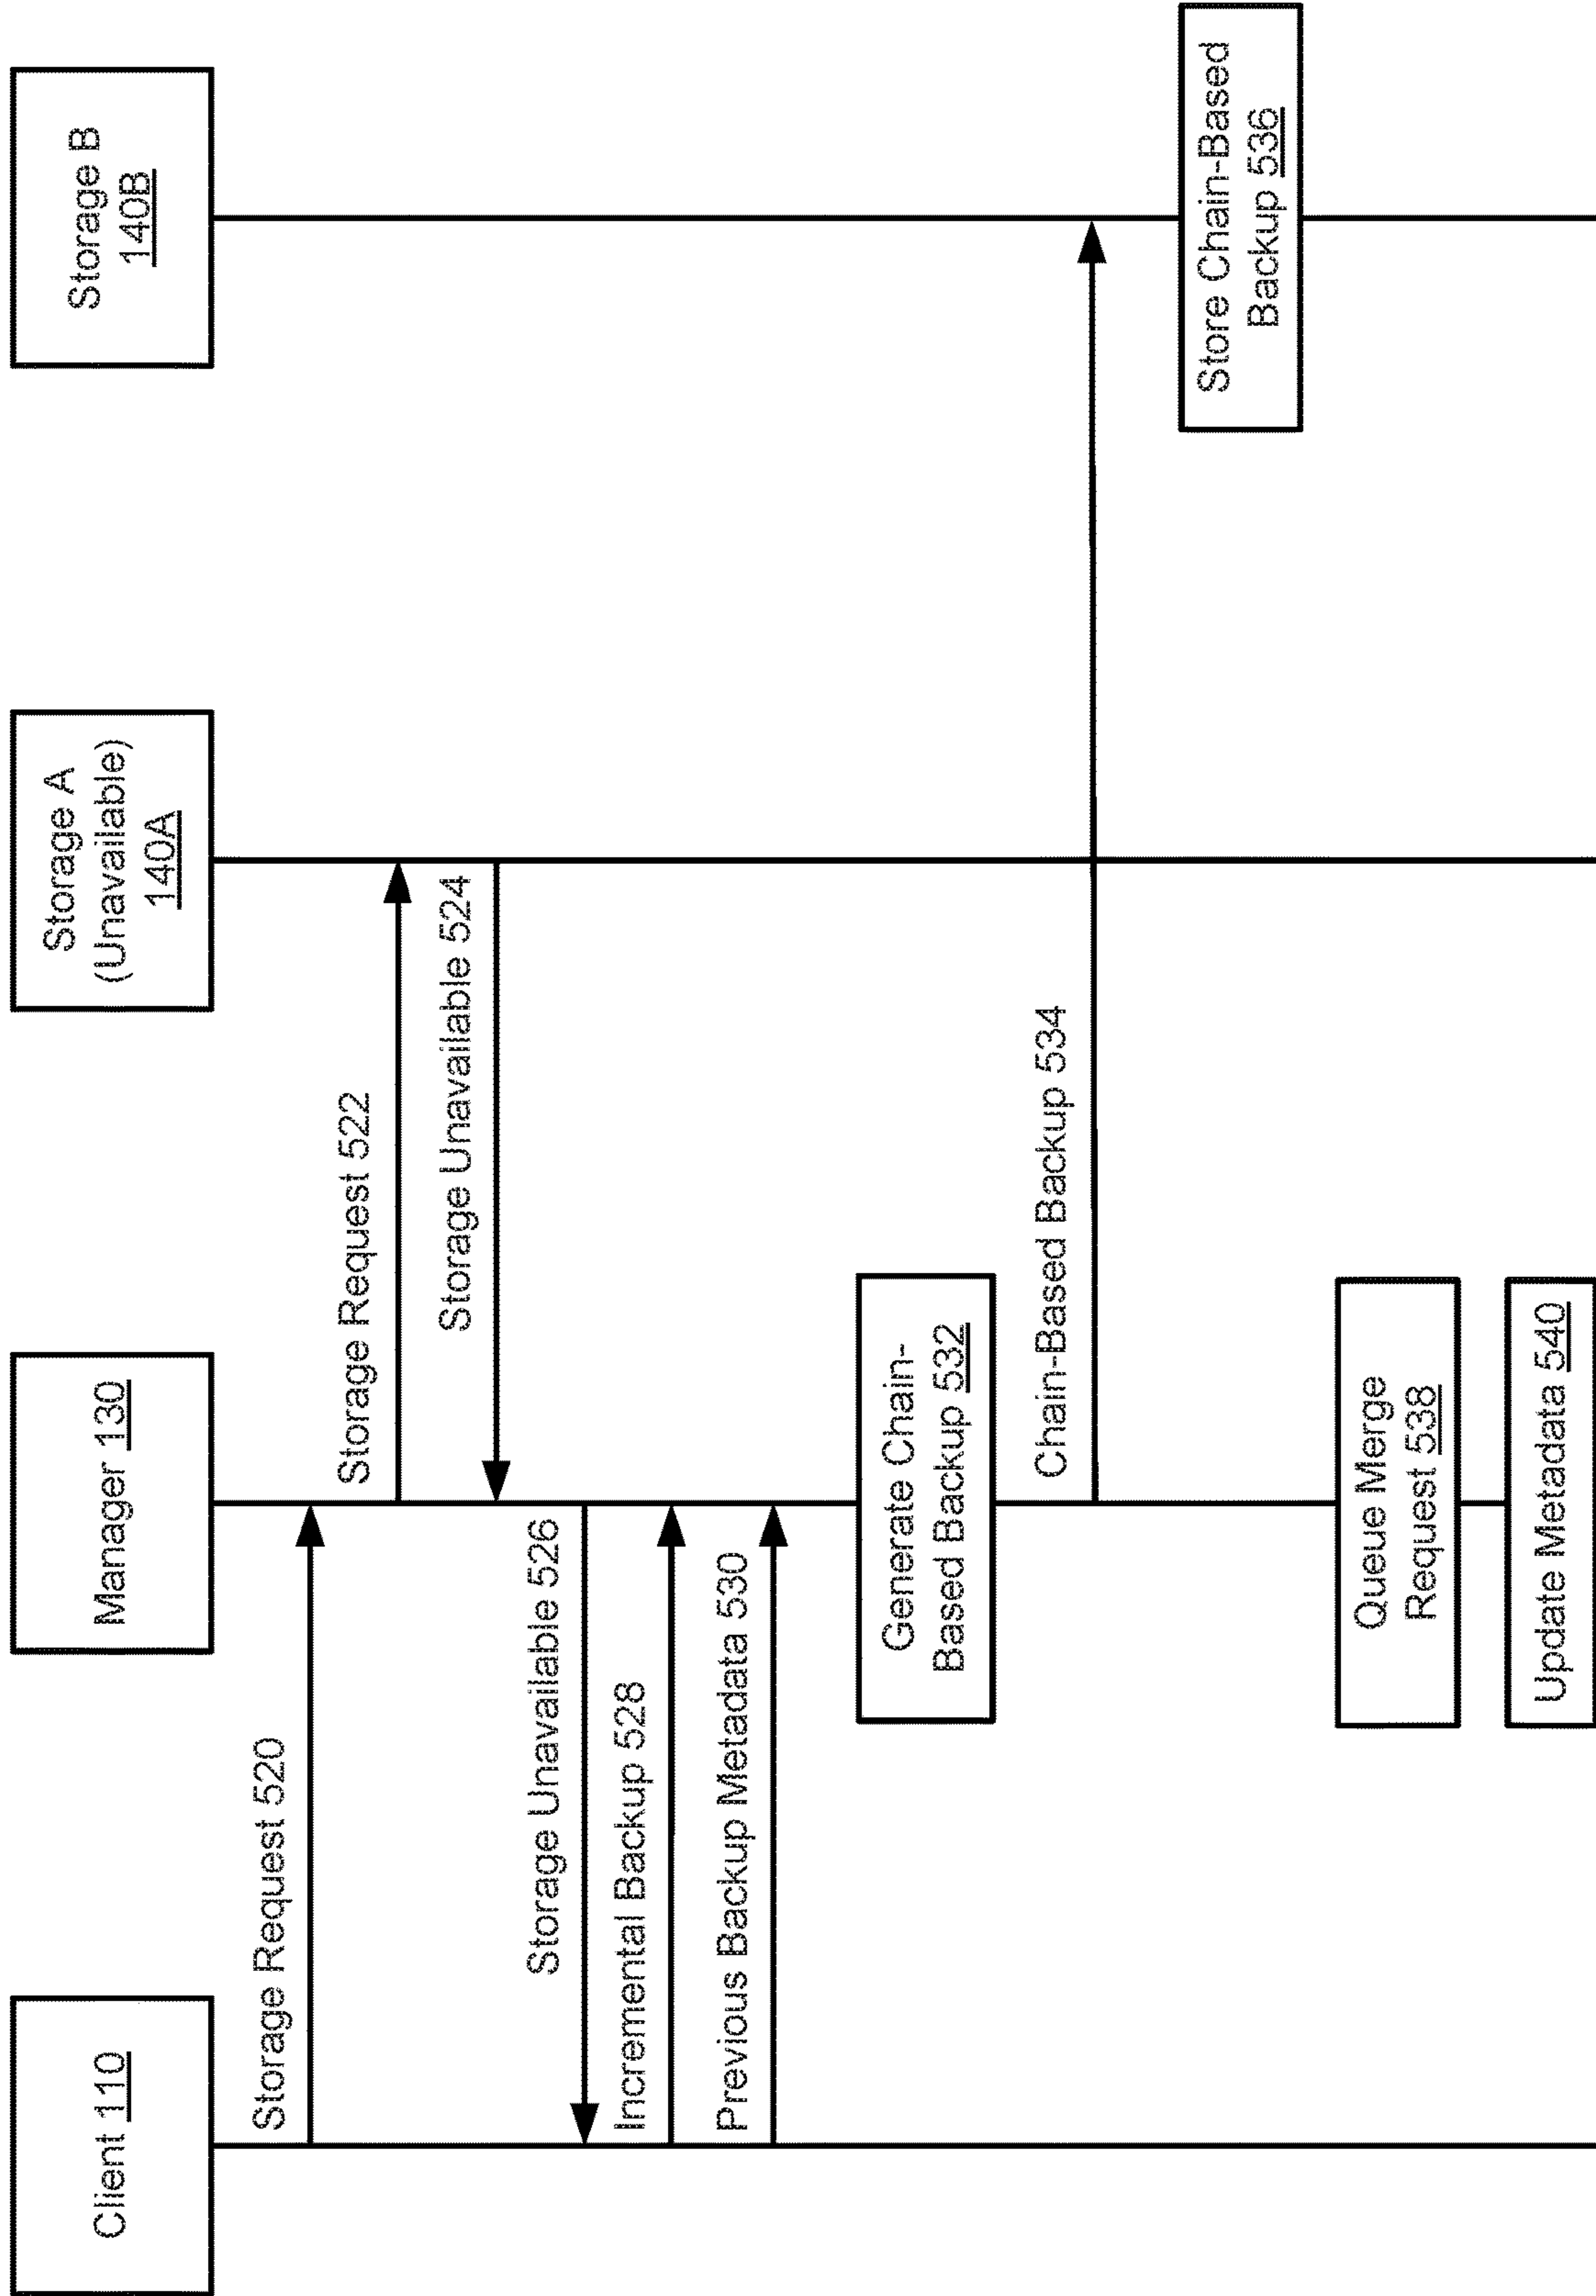 Client 110
Manager 130
Storage A
(Unavailable)
140A
Storage B
140B
Storage Request 520
Storage Request 522
Storage Unavailable 524
Storage Unavailable 526
Incremental Backup 528
Previous Backup Metadata 530
Generate Chain-
Based Backup 532
Chain-Based Backup 534
Store Chain-Based
Backup 536
Queue Merge
Request 538
Update Metadata 540